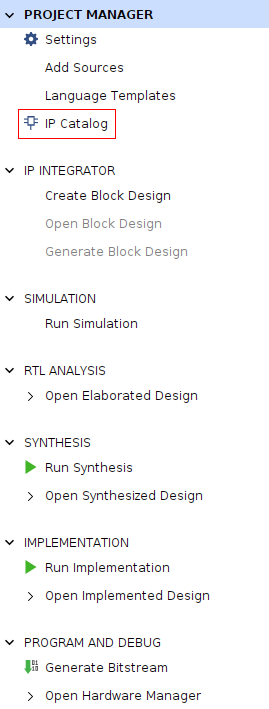 PROJECT MANAGER
Settings
Add Sources
Language Templates
IP Catalog
IP INTEGRATOR
Create Block Design
Open Block Design
Generate Block Design
SIMULATION
Run Simulation
RTL ANALYSIS
Open Elaborated Design
SYNTHESIS
Run Synthesis
Open Synthesized Design
IMPLEMENTATION
Run Implementation
Open Implemented Design
PROGRAM AND DEBUG
Generate Bitstream
Open Hardware Manager